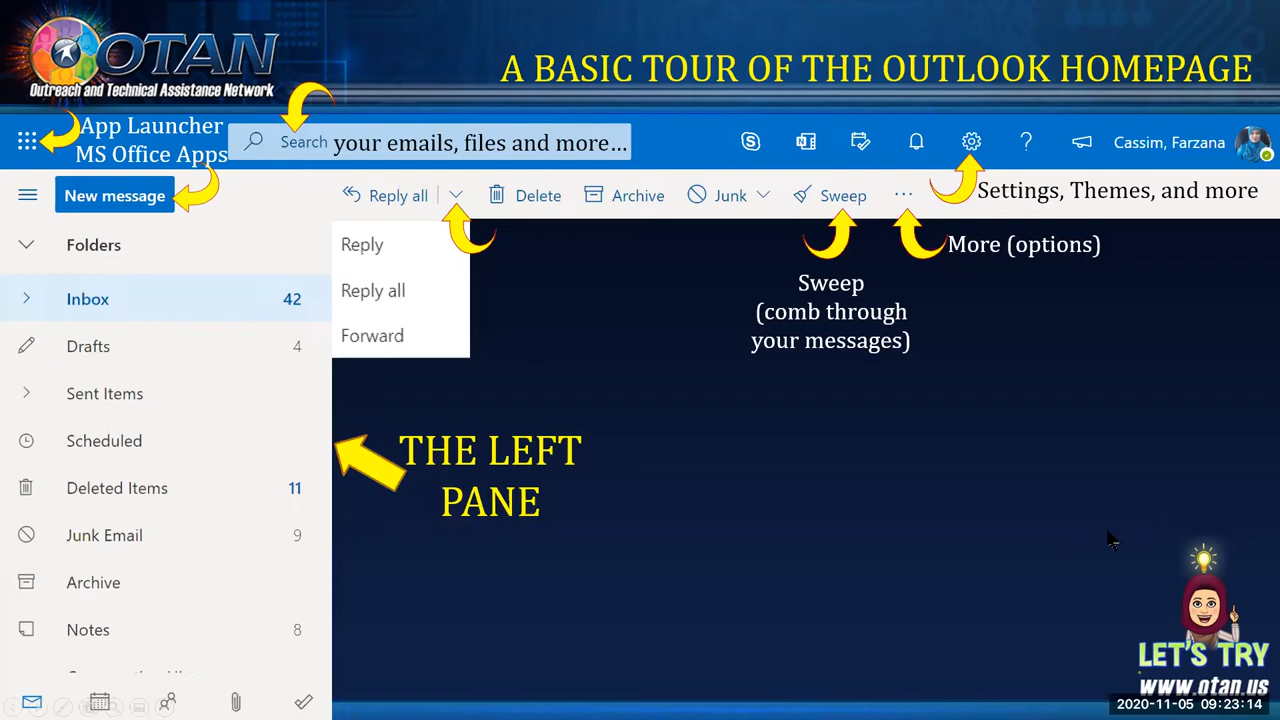 OTAN
Outreach and Technical Assistance Network
A BASIC TOUR OF THE OUTLOOK HOMEPAGE
App Launcher
MS Office Apps
Search your emails, files and more...
Cassim, Farzana
New message
Reply all
Delete
Archive
Junk
Sweep
Settings, Themes, and more
More (options)
Sweep
(comb through
your messages)
Reply
Reply all
Forward
Folders
Inbox 42
Drafts 4
Sent Items
Scheduled
Deleted Items 11
Junk Email 9
Archive
Notes 8
THE LEFT
PANE
LET'S TRY
www.otan.us
2020-11-05 09:23:14